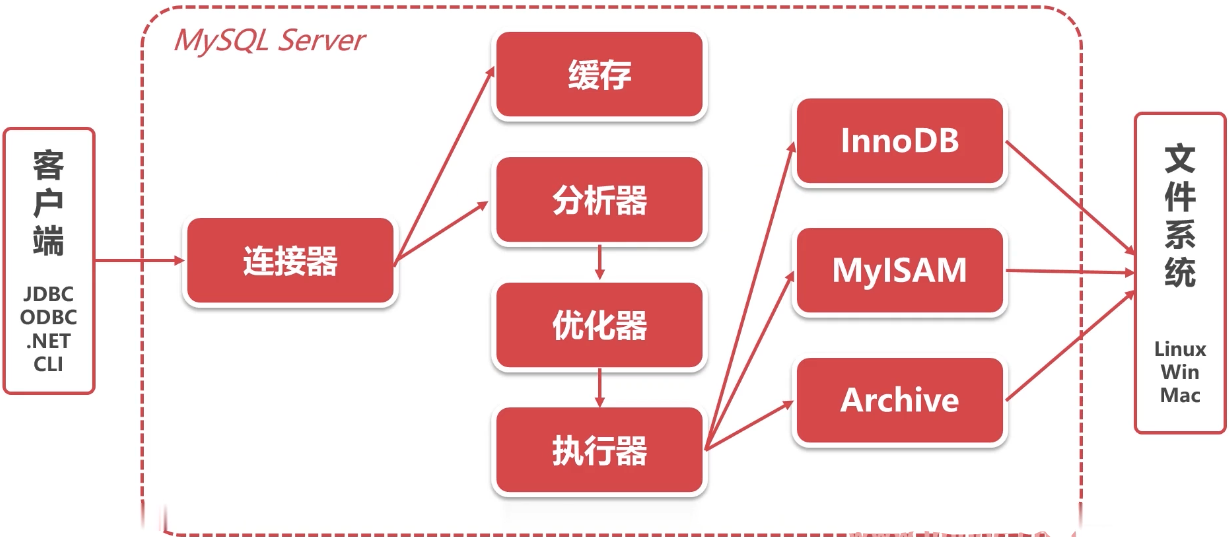 MySQL Server
客户端
JDBC
ODBC
.NET
CLI
连接器
缓存
分析器
优化器
执行器
InnoDB
MyISAM
Archive
文件系统
Linux
Win
Mac